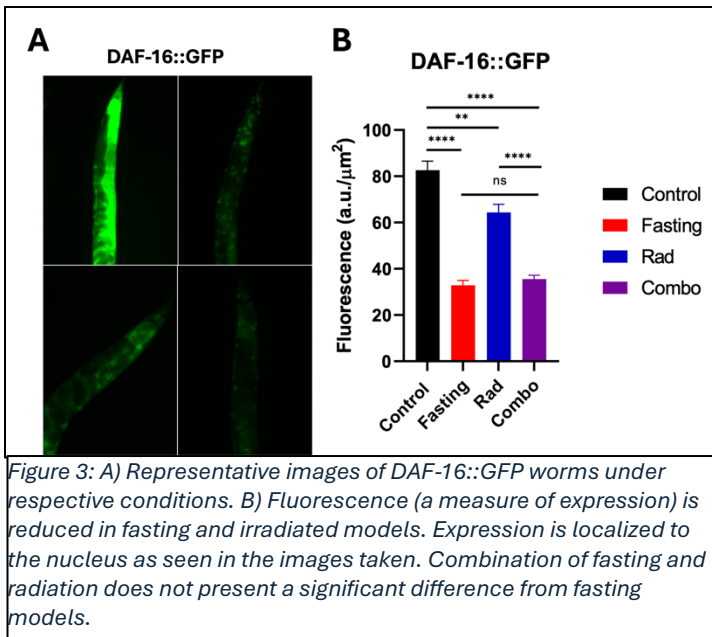 A
DAF-16::GFP
B
DAF-16::GFP
****
**
****
****
ns
100
80
60
40
20
0
Fluorescence (a.u./μm²)
Control
Fasting
Rad
Combo
Control
Fasting
Rad
Combo
Figure 3: A) Representative images of DAF-16::GFP worms under
respective conditions. B) Fluorescence (a measure of expression) is
reduced in fasting and irradiated models. Expression is localized to
the nucleus as seen in the images taken. Combination of fasting and
radiation does not present a significant difference from fasting
models.